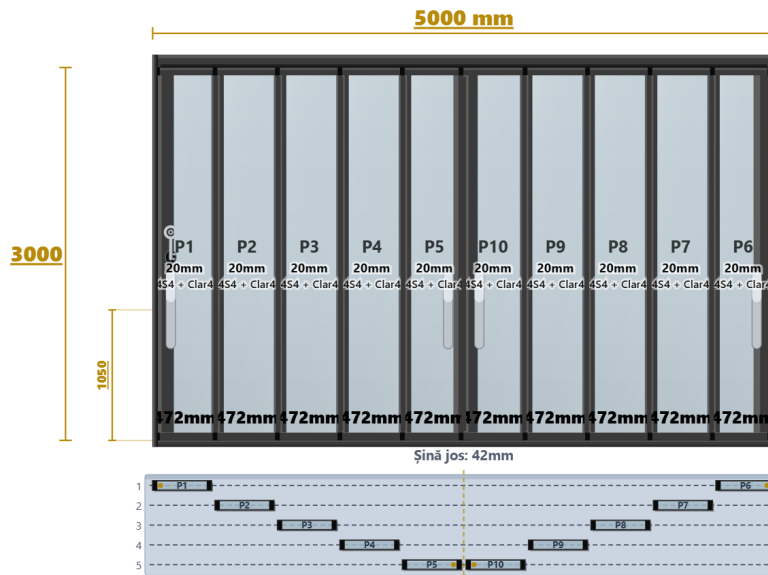 5000 mm
3000
1050
P1 P2 P3 P4 P5 P10 P9 P8 P7 P6
20mm 20mm 20mm 20mm 20mm 20mm 20mm 20mm 20mm 20mm
4S4 + Clar4 4S4 + Clar4 4S4 + Clar4 4S4 + Clar4 4S4 + Clar4 4S4 + Clar4 4S4 + Clar4 4S4 + Clar4 4S4 + Clar4 4S4 + Clar4
472mm 472mm 472mm 472mm 472mm 472mm 472mm 472mm 472mm 472mm
Șină jos: 42mm
1 P1 P6
2 P2 P7
3 P3 P8
4 P4 P9
5 P5 P10